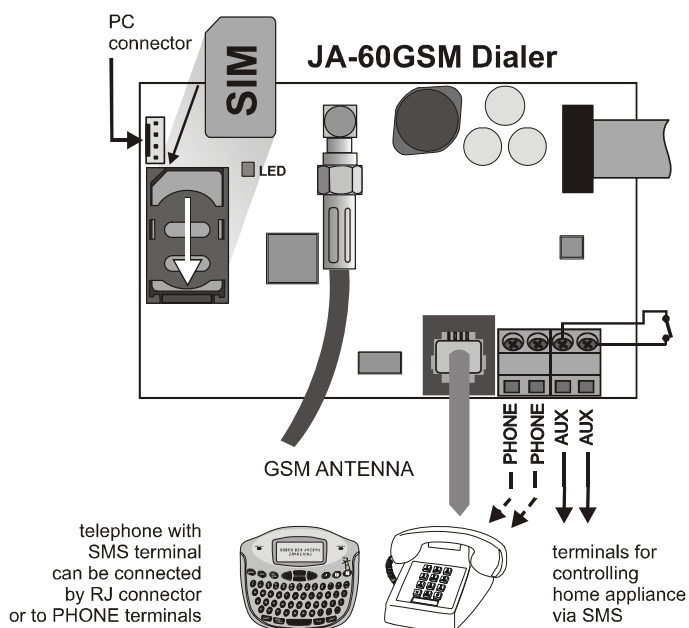 PC
connector
SIM
JA-60GSM Dialer
LED
GSM ANTENNA
PHONE
PHONE
AUX
AUX
telephone with
SMS terminal
can be connected
by RJ connector
or to PHONE terminals
terminals for
controlling
home appliance
via SMS